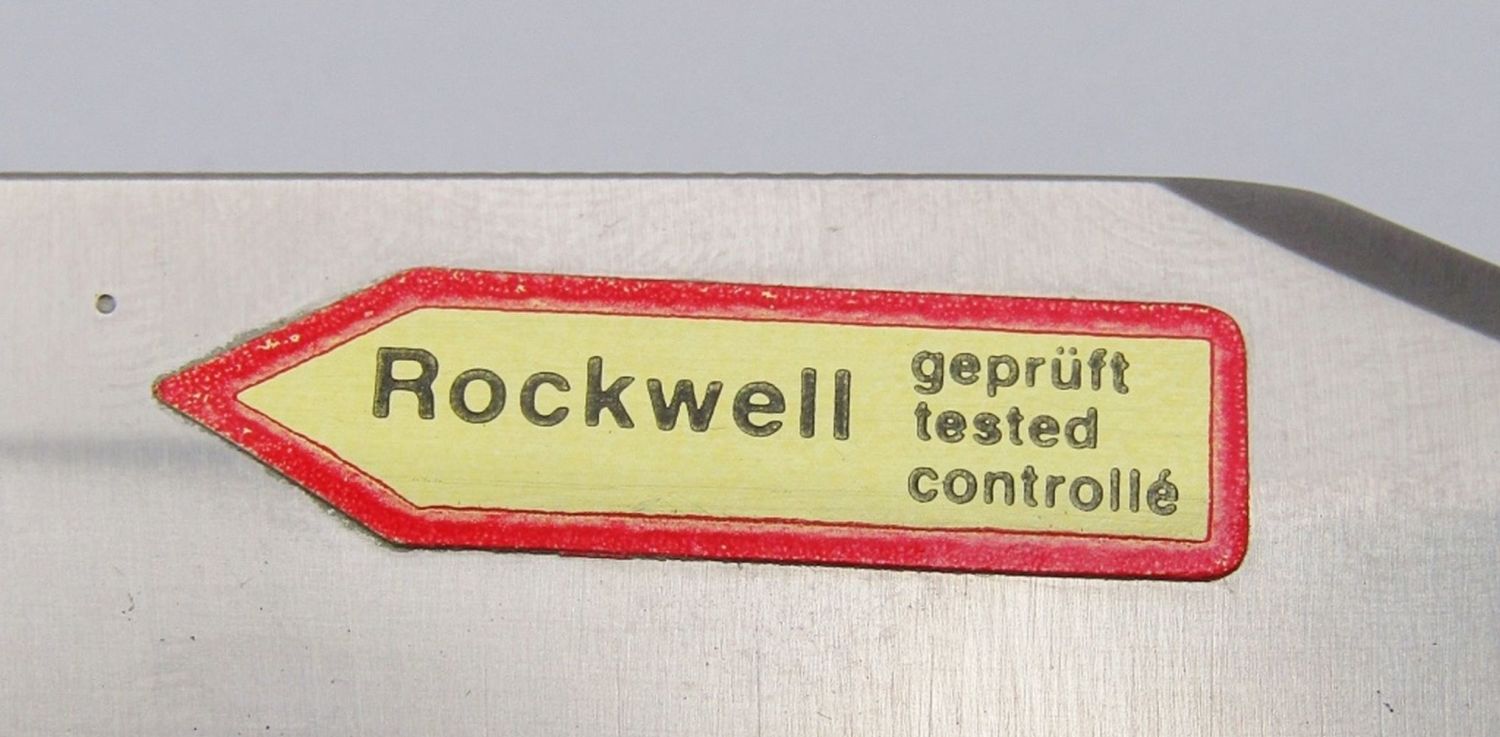 Rockwell
geprüft
tested
controllé